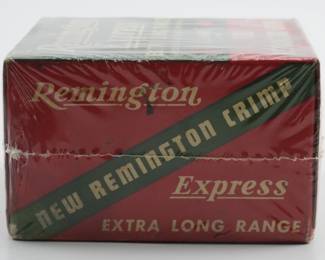 Remington
NEW REMINGTON CRIMP
Express
EXTRA LONG RANGE